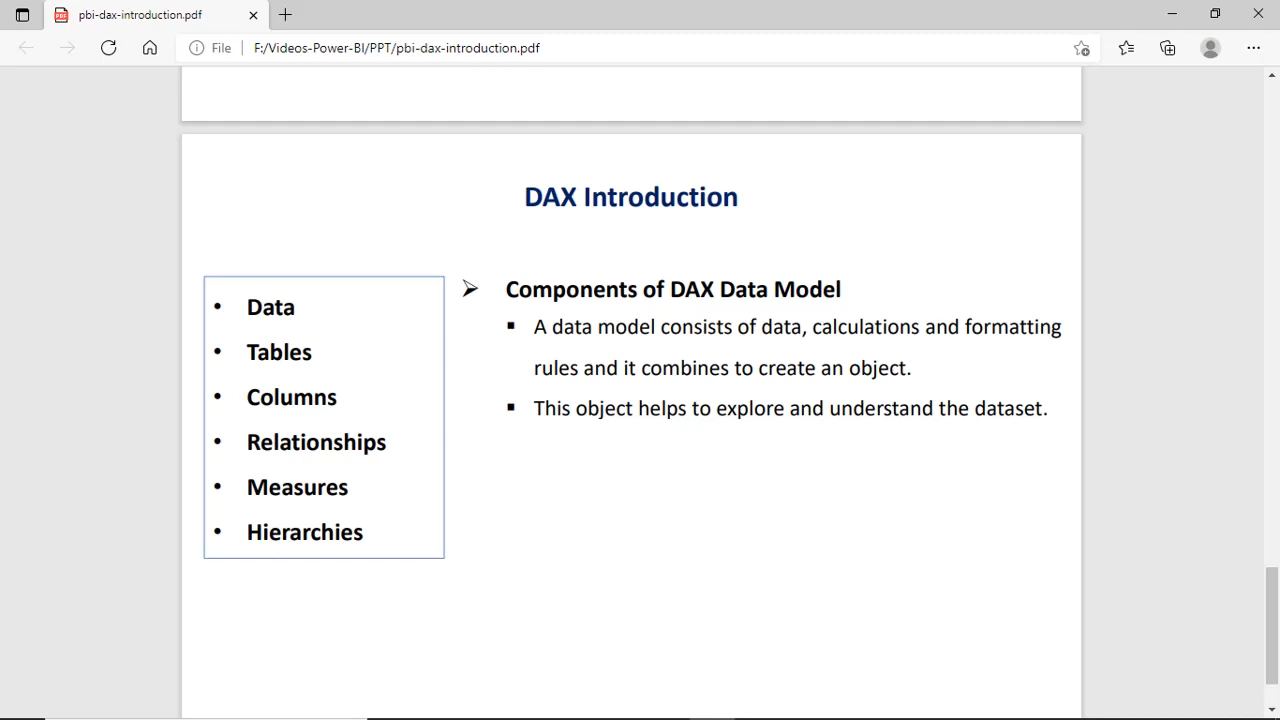 pbi-dax-introduction.pdf
File
F:/Videos-Power-BI/PPT/pbi-dax-introduction.pdf
DAX Introduction
• Data
• Tables
• Columns
• Relationships
• Measures
• Hierarchies
➢ Components of DAX Data Model
▪ A data model consists of data, calculations and formatting
rules and it combines to create an object.
▪ This object helps to explore and understand the dataset.